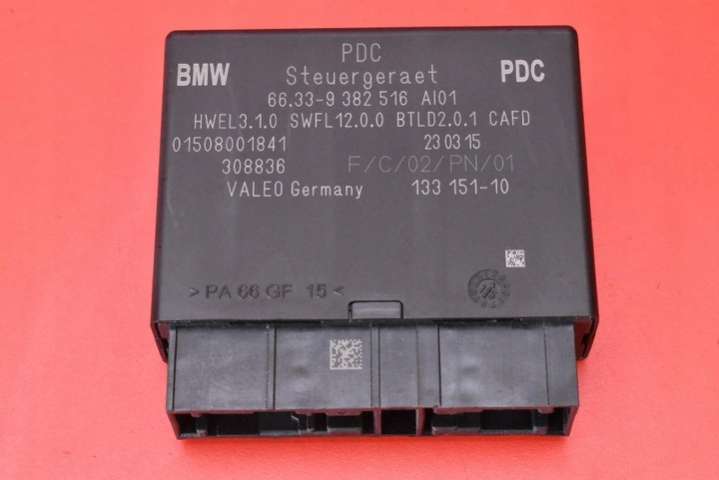 PDC
BMW Steuergeraet PDC
66.33-9 382 516 AI01
HWEL3.1.0 SWFL12.0.0 BTLD2.0.1 CAFD
01508001841 23 03 15
308836 F/C/02/PN/01
VALEO Germany 133 151-10
>PA 66 GF 15<